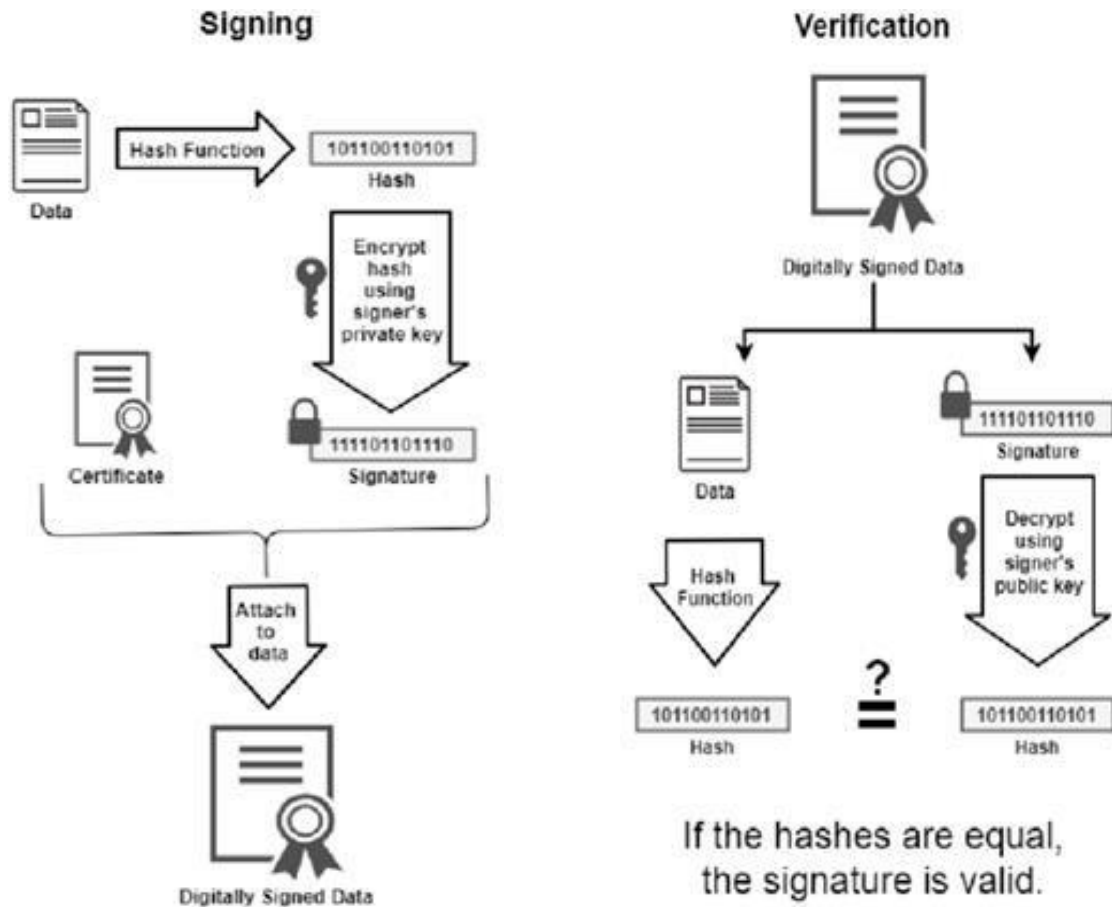 Signing
Data
Hash Function
101100110101
Hash
Encrypt
hash
using
signer's
private key
Certificate
111101101110
Signature
Attach
to
data
Digitally Signed Data
Verification
Digitally Signed Data
Data
111101101110
Signature
Hash
Function
Decrypt
using
signer's
public key
101100110101
Hash
?
=
101100110101
Hash
If the hashes are equal,
the signature is valid.